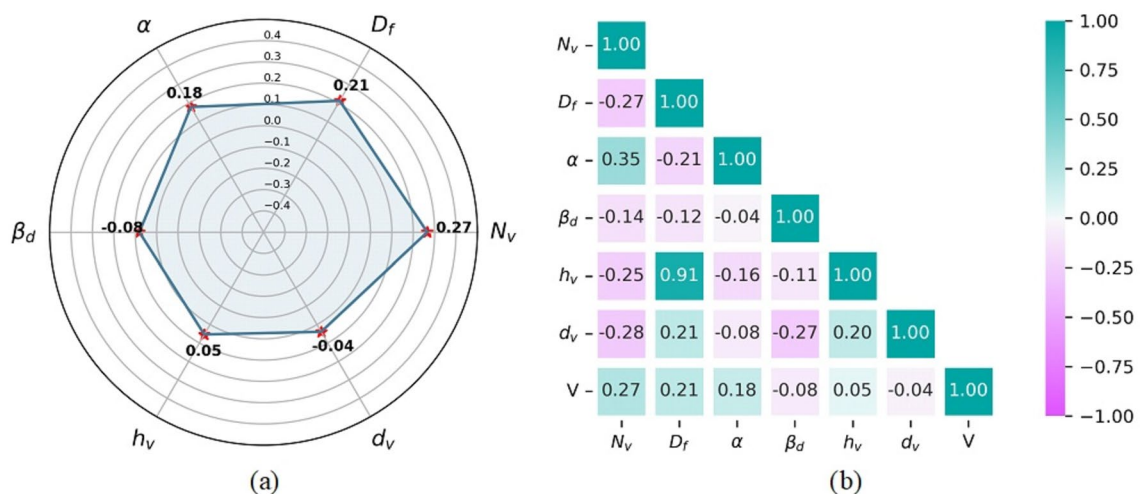 α
D_f
0.4
0.3
0.2
0.1
0.0
−0.1
−0.2
−0.3
−0.4
0.18
0.21
β_d
-0.08
0.27
N_v
0.05
-0.04
h_v
d_v
(a)
N_v
1.00
D_f
-0.27 1.00
α
0.35 -0.21 1.00
β_d
-0.14 -0.12 -0.04 1.00
h_v
-0.25 0.91 -0.16 -0.11 1.00
d_v
-0.28 0.21 -0.08 -0.27 0.20 1.00
V
0.27 0.21 0.18 -0.08 0.05 -0.04 1.00
N_v D_f α β_d h_v d_v V
1.00
0.75
0.50
0.25
0.00
−0.25
−0.50
−0.75
−1.00
(b)